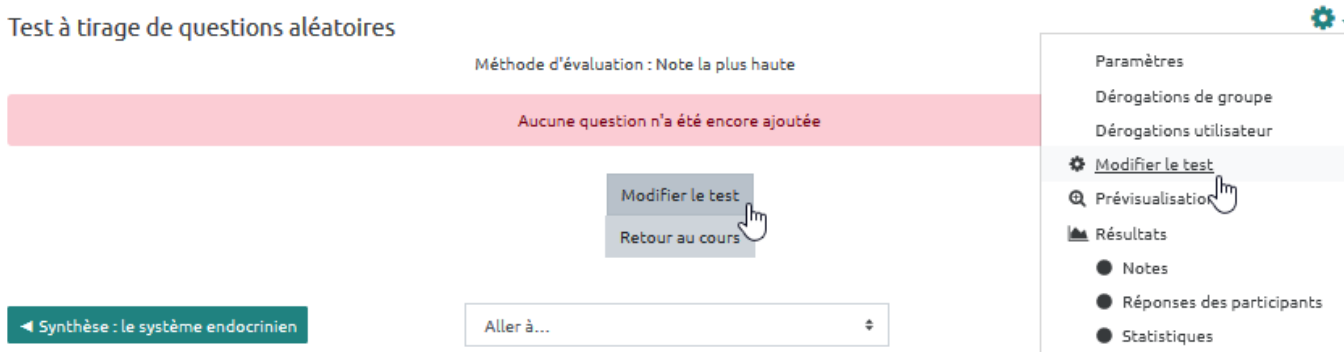 Test à tirage de questions aléatoires
Méthode d'évaluation : Note la plus haute
Aucune question n'a été encore ajoutée
Modifier le test
Retour au cours
◄ Synthèse : le système endocrinien
Aller à...
Paramètres
Dérogations de groupe
Dérogations utilisateur
Modifier le test
Prévisualisation
Résultats
Notes
Réponses des participants
Statistiques